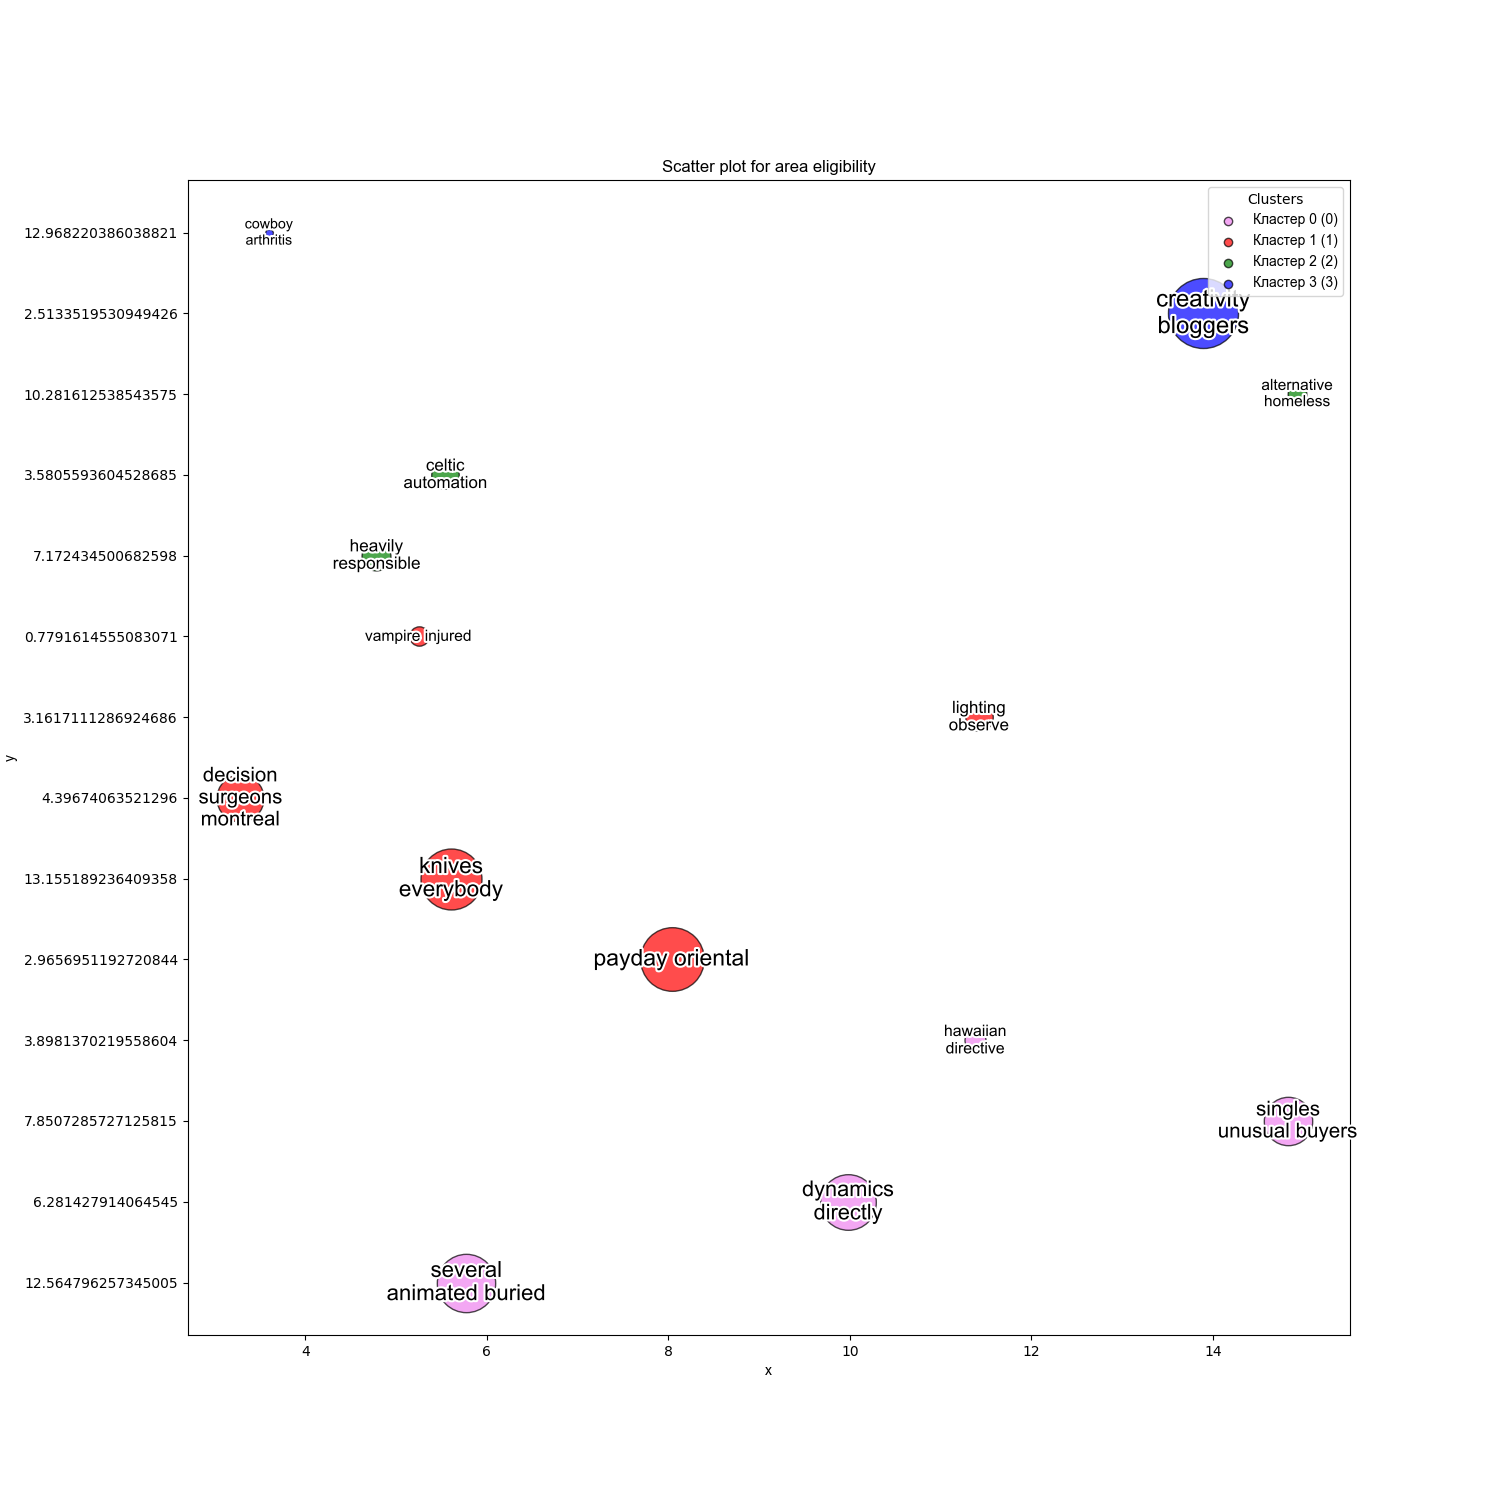 Scatter plot for area eligibility
Clusters
Кластер 0 (0)
Кластер 1 (1)
Кластер 2 (2)
Кластер 3 (3)
12.968220386038821
2.5133519530949426
10.281612538543575
3.5805593604528685
7.172434500682598
0.7791614555083071
3.1617111286924686
4.39674063521296
13.155189236409358
2.9656951192720844
3.8981370219558604
7.8507285727125815
6.281427914064545
12.564796257345005
y
cowboy
arthritis
creativity
bloggers
alternative
homeless
celtic
automation
heavily
responsible
vampire injured
lighting
observe
decision
surgeons
montreal
knives
everybody
payday oriental
hawaiian
directive
singles
unusual buyers
dynamics
directly
several
animated buried
4
6
8
10
12
14
x